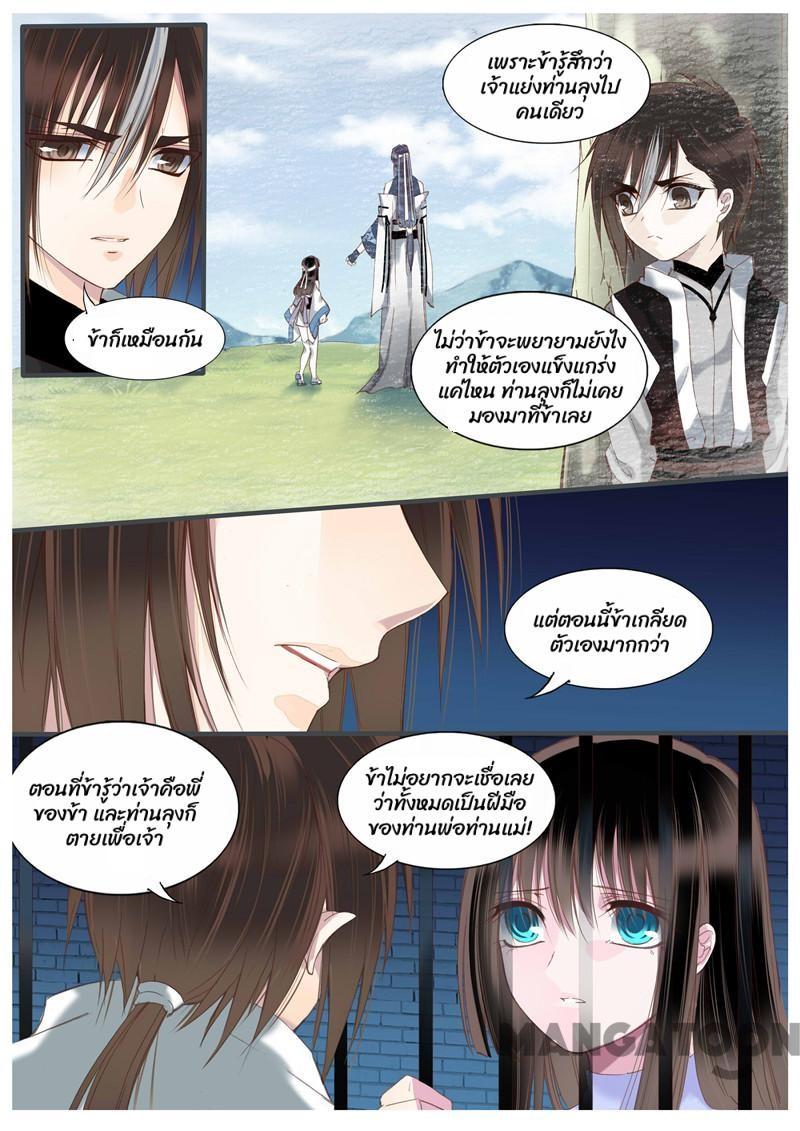 ข้าก็เหมือนกัน
เพราะข้ารู้สึกว่า
เจ้าแย่งท่านลุงไป
คนเดียว
ไม่ว่าข้าจะพยายามยังไง
ทำให้ตัวเองแข็งแกร่ง
แค่ไหน ท่านลุงก็ไม่เคย
มองมาที่ข้าเลย
แต่ตอนนี้ข้าเกลียด
ตัวเองมากกว่า
ตอนที่ข้ารู้ว่าเจ้าคือพี่
ของข้า และท่านลุงก็
ตายเพื่อเจ้า
ข้าไม่อยากจะเชื่อเลย
ว่าทั้งหมดเป็นฝีมือ
ของท่านพ่อท่านแม่!
MANGATOON